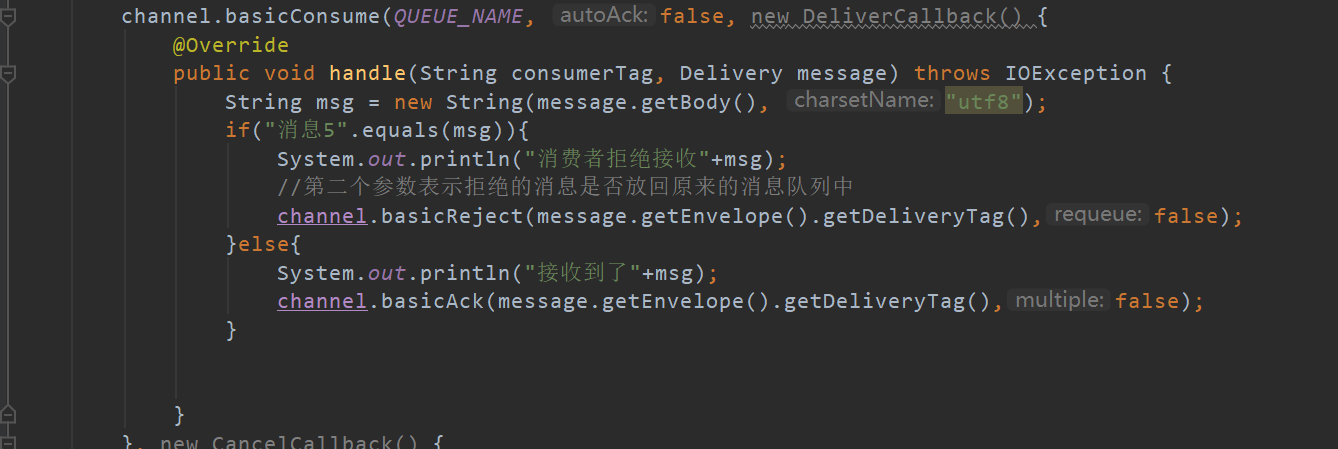 channel.basicConsume(QUEUE_NAME, autoAck: false, new DeliverCallback() {
@Override
public void handle(String consumerTag, Delivery message) throws IOException {
String msg = new String(message.getBody(), charsetName: "utf8");
if("消息5".equals(msg)){
System.out.println("消费者拒绝接收"+msg);
//第二个参数表示拒绝的消息是否放回原来的消息队列中
channel.basicReject(message.getEnvelope().getDeliveryTag(), requeue: false);
}else{
System.out.println("接收到了"+msg);
channel.basicAck(message.getEnvelope().getDeliveryTag(), multiple: false);
}
}
}, new CancelCallback() {